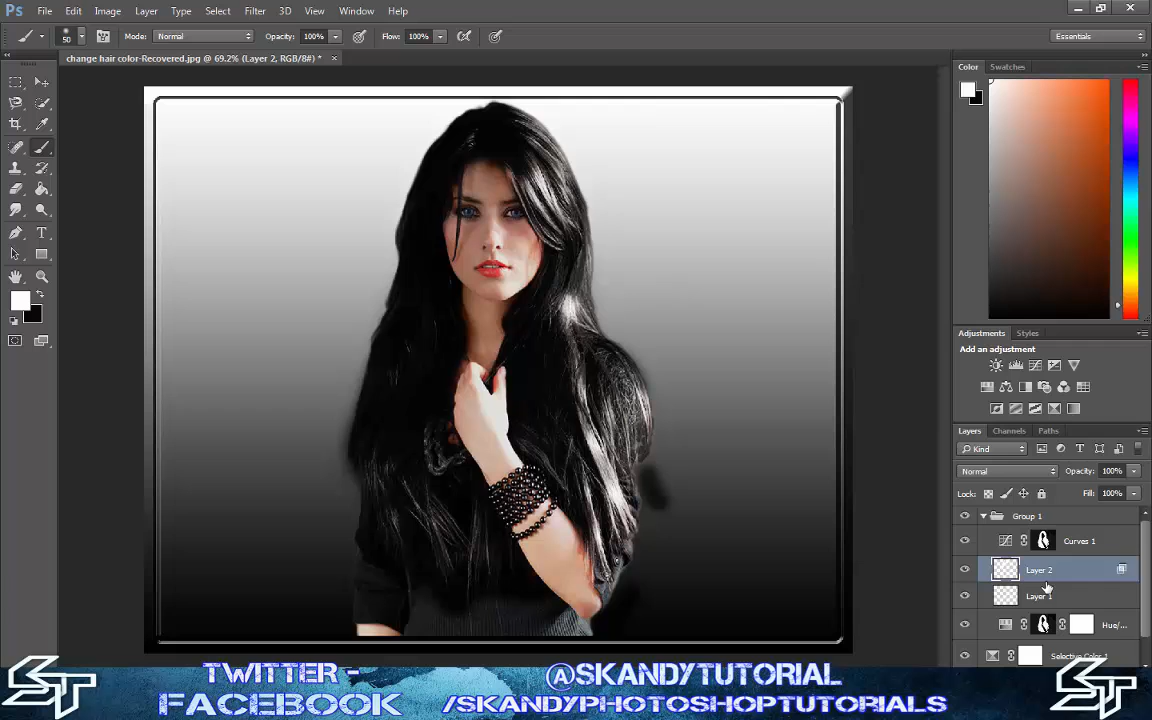 Ps File Edit Image Layer Type Select Filter 3D View Window Help
50 Mode: Normal Opacity: 100% Flow: 100% Essentials
change hair color-Recovered.jpg @ 69.2% (Layer 2, RGB/8#) * ×
Color Swatches
Adjustments Styles
Add an adjustment
Layers Channels Paths
Kind
Normal Opacity: 100%
Lock: Fill: 100%
Group 1
Curves 1
Layer 2
Layer 1
Hue/...
Selective Color 1
TWITTER - @SKANDYTUTORIAL
FACEBOOK /SKANDYPHOTOSHOPTUTORIALS
ST ST